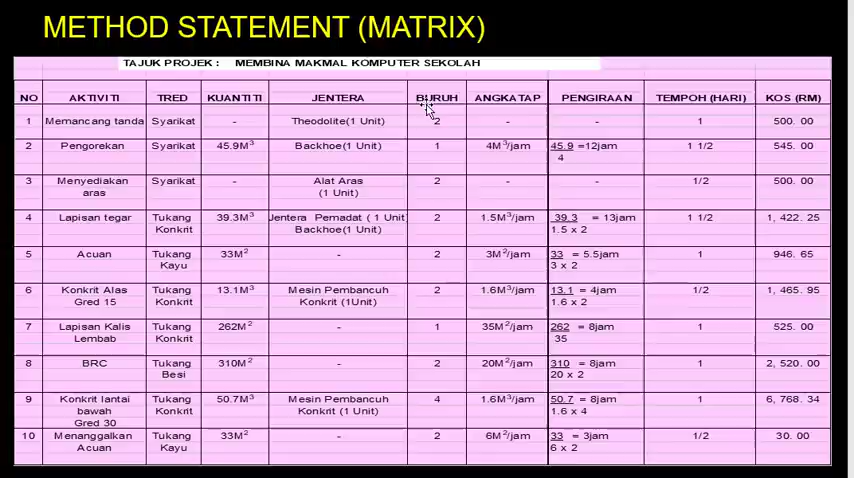 METHOD STATEMENT (MATRIX)
TAJUK PROJEK : MEMBINA MAKMAL KOMPUTER SEKOLAH
NO AKTIVITI TRED KUANTITI JENTERA BURUH ANGKATAP PENGIRAAN TEMPOH (HARI) KOS (RM)
1 Memancang tanda Syarikat - Theodolite(1 Unit) 2 - - 1 500. 00
2 Pengorekan Syarikat 45.9M³ Backhoe(1 Unit) 1 4M³/jam 45.9 =12jam 1 1/2 545. 00
4
3 Menyediakan Syarikat - Alat Aras 2 - - 1/2 500. 00
aras (1 Unit)
4 Lapisan tegar Tukang 39.3M³ Jentera Pemadat ( 1 Unit) 2 1.5M³/jam 39.3 = 13jam 1 1/2 1, 422. 25
Konkrit Backhoe(1 Unit) 1.5 x 2
5 Acuan Tukang 33M² - 2 3M²/jam 33 = 5.5jam 1 946. 65
Kayu 3 x 2
6 Konkrit Alas Tukang 13.1M³ Mesin Pembancuh 2 1.6M³/jam 13.1 = 4jam 1/2 1, 465. 95
Gred 15 Konkrit Konkrit (1Unit) 1.6 x 2
7 Lapisan Kalis Tukang 262M² - 1 35M²/jam 262 = 8jam 1 525. 00
Lembab Konkrit 35
8 BRC Tukang 310M² - 2 20M²/jam 310 = 8jam 1 2, 520. 00
Besi 20 x 2
9 Konkrit lantai Tukang 50.7M³ Mesin Pembancuh 4 1.6M³/jam 50.7 = 8jam 1 6, 768. 34
bawah Konkrit Konkrit (1 Unit) 1.6 x 4
Gred 30
10 Menanggalkan Tukang 33M² - 2 6M²/jam 33 = 3jam 1/2 30. 00
Acuan Kayu 6 x 2